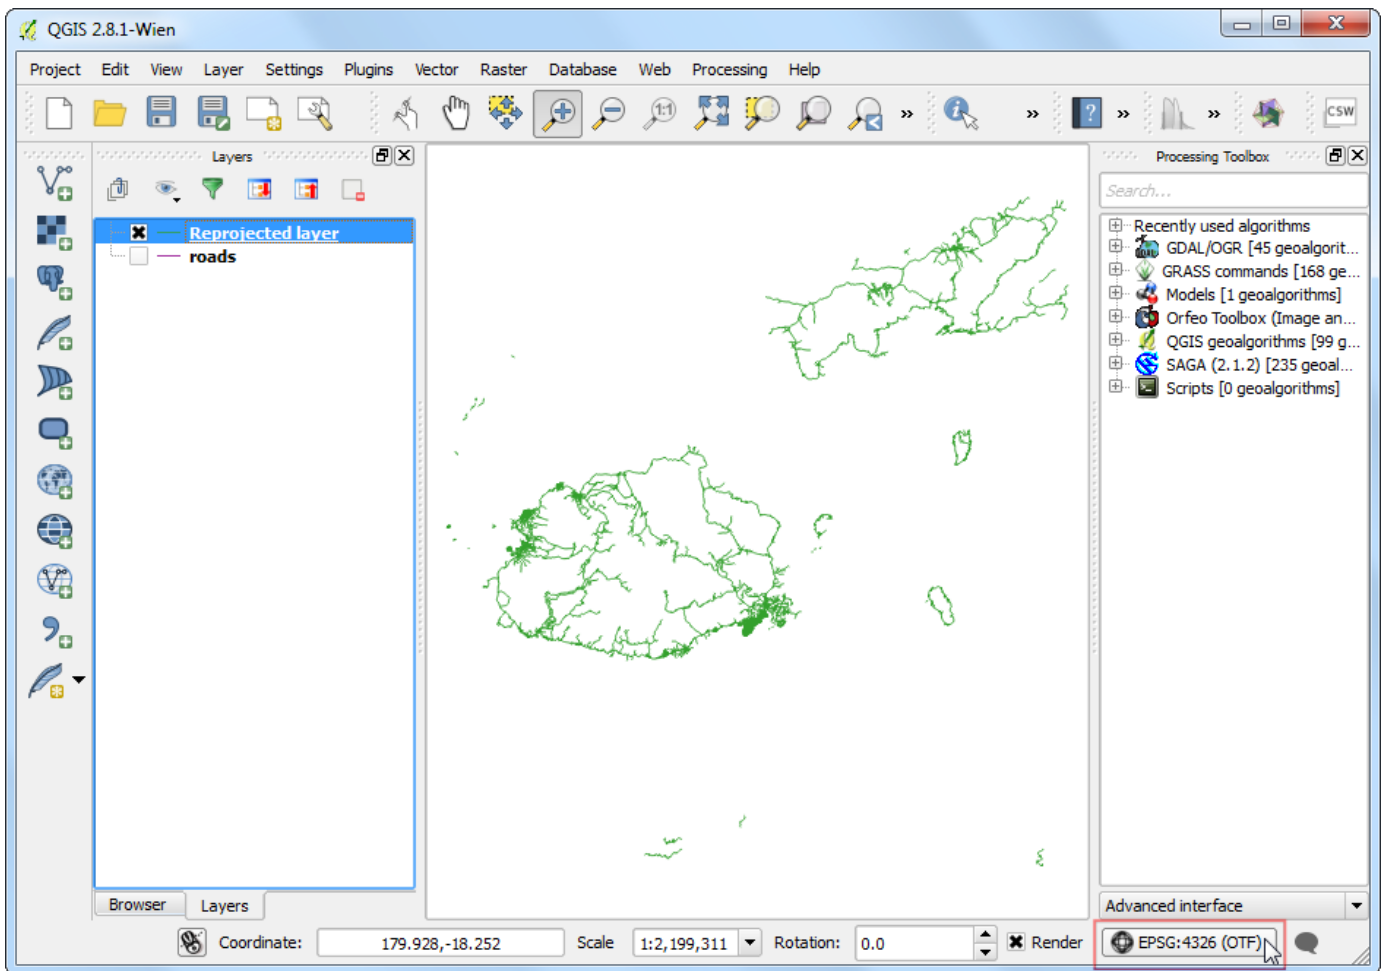 QGIS 2.8.1-Wien
Project Edit View Layer Settings Plugins Vector Raster Database Web Processing Help
1:1 » » ? » » CSW
Layers
Processing Toolbox
Search...
Reprojected layer
roads
Recently used algorithms
GDAL/OGR [45 geoalgorit...
GRASS commands [168 ge...
Models [1 geoalgorithms]
Orfeo Toolbox (Image an...
QGIS geoalgorithms [99 g...
SAGA (2.1.2) [235 geoal...
Scripts [0 geoalgorithms]
Browser Layers
Advanced interface
Coordinate: 179.928,-18.252 Scale 1:2,199,311 Rotation: 0.0 Render EPSG:4326 (OTF)